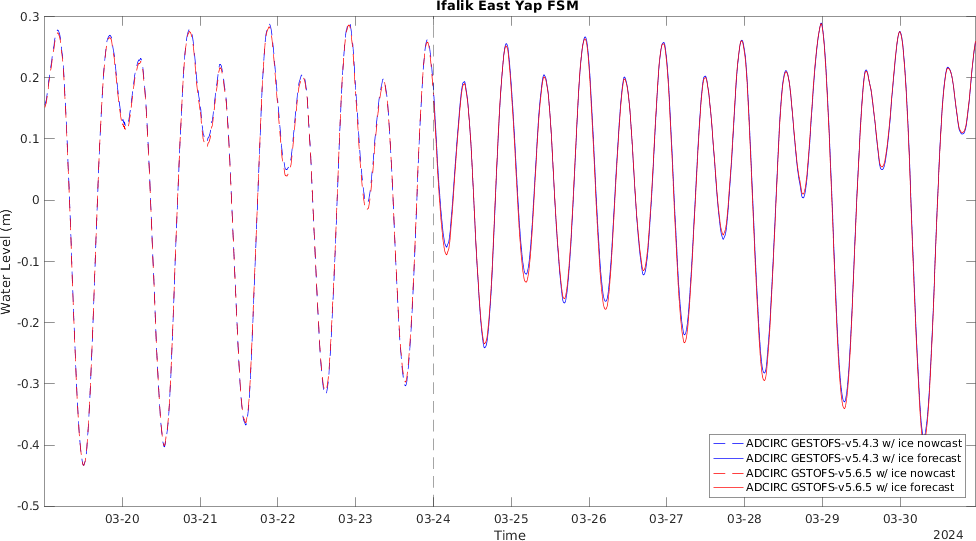 Ifalik East Yap FSM
0.3
0.2
0.1
0
-0.1
-0.2
-0.3
-0.4
-0.5
Water Level (m)
ADCIRC GESTOFS-v5.4.3 w/ ice nowcast
ADCIRC GESTOFS-v5.4.3 w/ ice forecast
ADCIRC GSTOFS-v5.6.5 w/ ice nowcast
ADCIRC GSTOFS-v5.6.5 w/ ice forecast
03-20 03-21 03-22 03-23 03-24 03-25 03-26 03-27 03-28 03-29 03-30
Time
2024